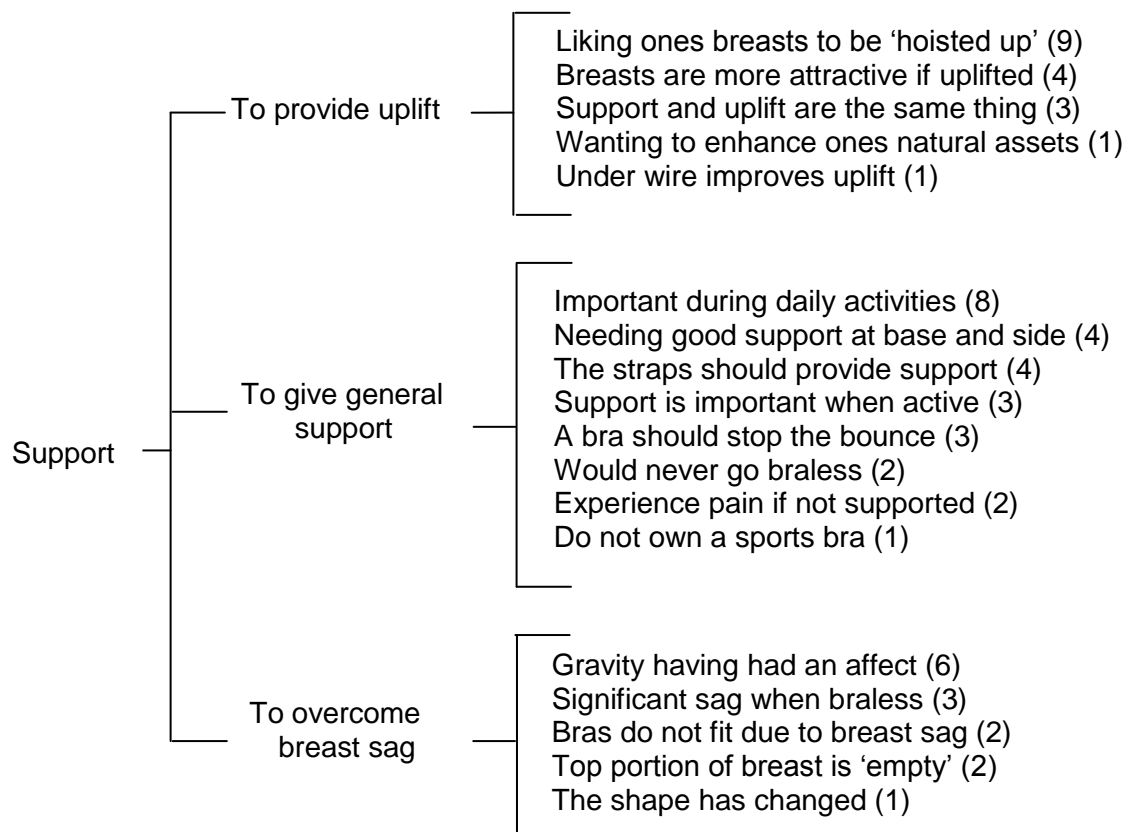 Support
To provide uplift
Liking ones breasts to be ‘hoisted up’ (9)
Breasts are more attractive if uplifted (4)
Support and uplift are the same thing (3)
Wanting to enhance ones natural assets (1)
Under wire improves uplift (1)
To give general
support
Important during daily activities (8)
Needing good support at base and side (4)
The straps should provide support (4)
Support is important when active (3)
A bra should stop the bounce (3)
Would never go braless (2)
Experience pain if not supported (2)
Do not own a sports bra (1)
To overcome
breast sag
Gravity having had an affect (6)
Significant sag when braless (3)
Bras do not fit due to breast sag (2)
Top portion of breast is ‘empty’ (2)
The shape has changed (1)